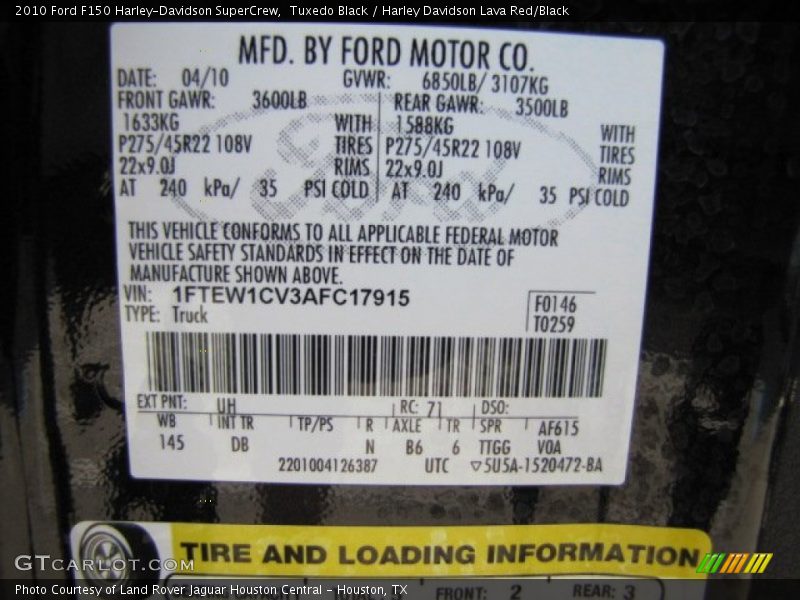 2010 Ford F150 Harley-Davidson SuperCrew, Tuxedo Black / Harley Davidson Lava Red/Black
MFD. BY FORD MOTOR CO.
DATE: 04/10 GVWR: 6850LB/ 3107KG
FRONT GAWR: 3600LB REAR GAWR: 3500LB
1633KG WITH 1588KG WITH
P275/45R22 108V TIRES P275/45R22 108V TIRES
22x9.0J RIMS 22x9.0J RIMS
AT 240 kPa/ 35 PSI COLD AT 240 kPa/ 35 PSI COLD
THIS VEHICLE CONFORMS TO ALL APPLICABLE FEDERAL MOTOR
VEHICLE SAFETY STANDARDS IN EFFECT ON THE DATE OF
MANUFACTURE SHOWN ABOVE.
VIN: 1FTEW1CV3AFC17915 F0146
TYPE: Truck T0259
EXT PNT: UH RC: 71 DSO:
WB INT TR TP/PS R AXLE TR SPR AF615
145 DB N B6 6 TTGG VOA
2201004126387 UTC ▽5U5A-1520472-BA
TIRE AND LOADING INFORMATION
GTCARLOT.COM
FRONT: 2 REAR: 3
Photo Courtesy of Land Rover Jaguar Houston Central - Houston, TX